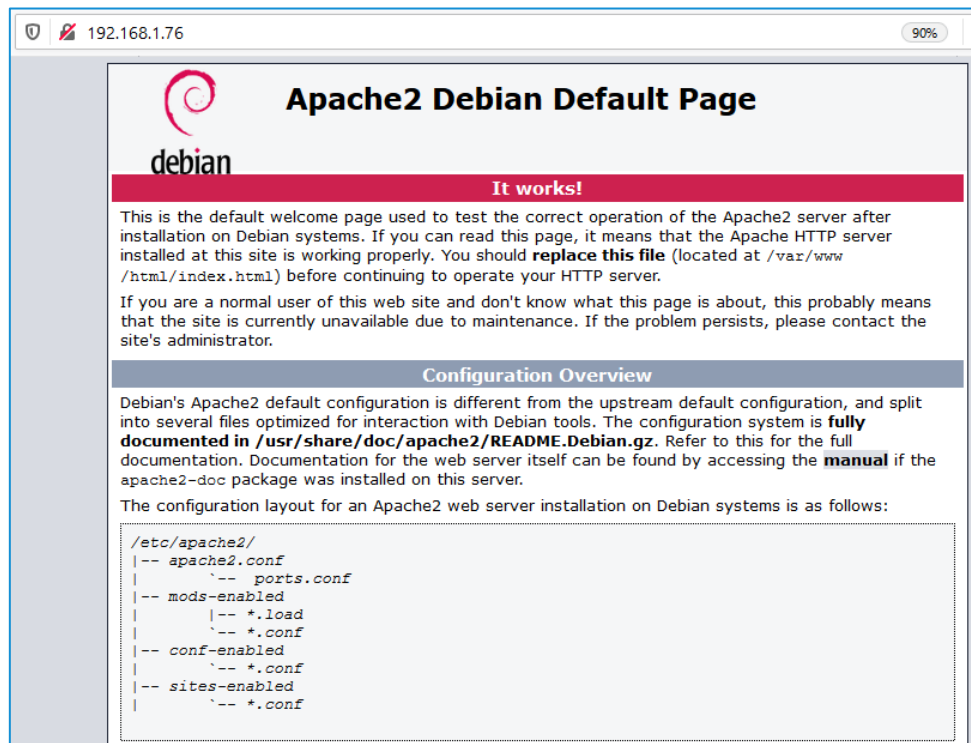 192.168.1.76
90%
debian
Apache2 Debian Default Page
It works!
This is the default welcome page used to test the correct operation of the Apache2 server after
installation on Debian systems. If you can read this page, it means that the Apache HTTP server
installed at this site is working properly. You should replace this file (located at /var/www
/html/index.html) before continuing to operate your HTTP server.
If you are a normal user of this web site and don't know what this page is about, this probably means
that the site is currently unavailable due to maintenance. If the problem persists, please contact the
site's administrator.
Configuration Overview
Debian's Apache2 default configuration is different from the upstream default configuration, and split
into several files optimized for interaction with Debian tools. The configuration system is fully
documented in /usr/share/doc/apache2/README.Debian.gz. Refer to this for the full
documentation. Documentation for the web server itself can be found by accessing the manual if the
apache2-doc package was installed on this server.
The configuration layout for an Apache2 web server installation on Debian systems is as follows:
/etc/apache2/
|-- apache2.conf
|       `--  ports.conf
|-- mods-enabled
|       |-- *.load
|       `-- *.conf
|-- conf-enabled
|       `-- *.conf
|-- sites-enabled
|       `-- *.conf